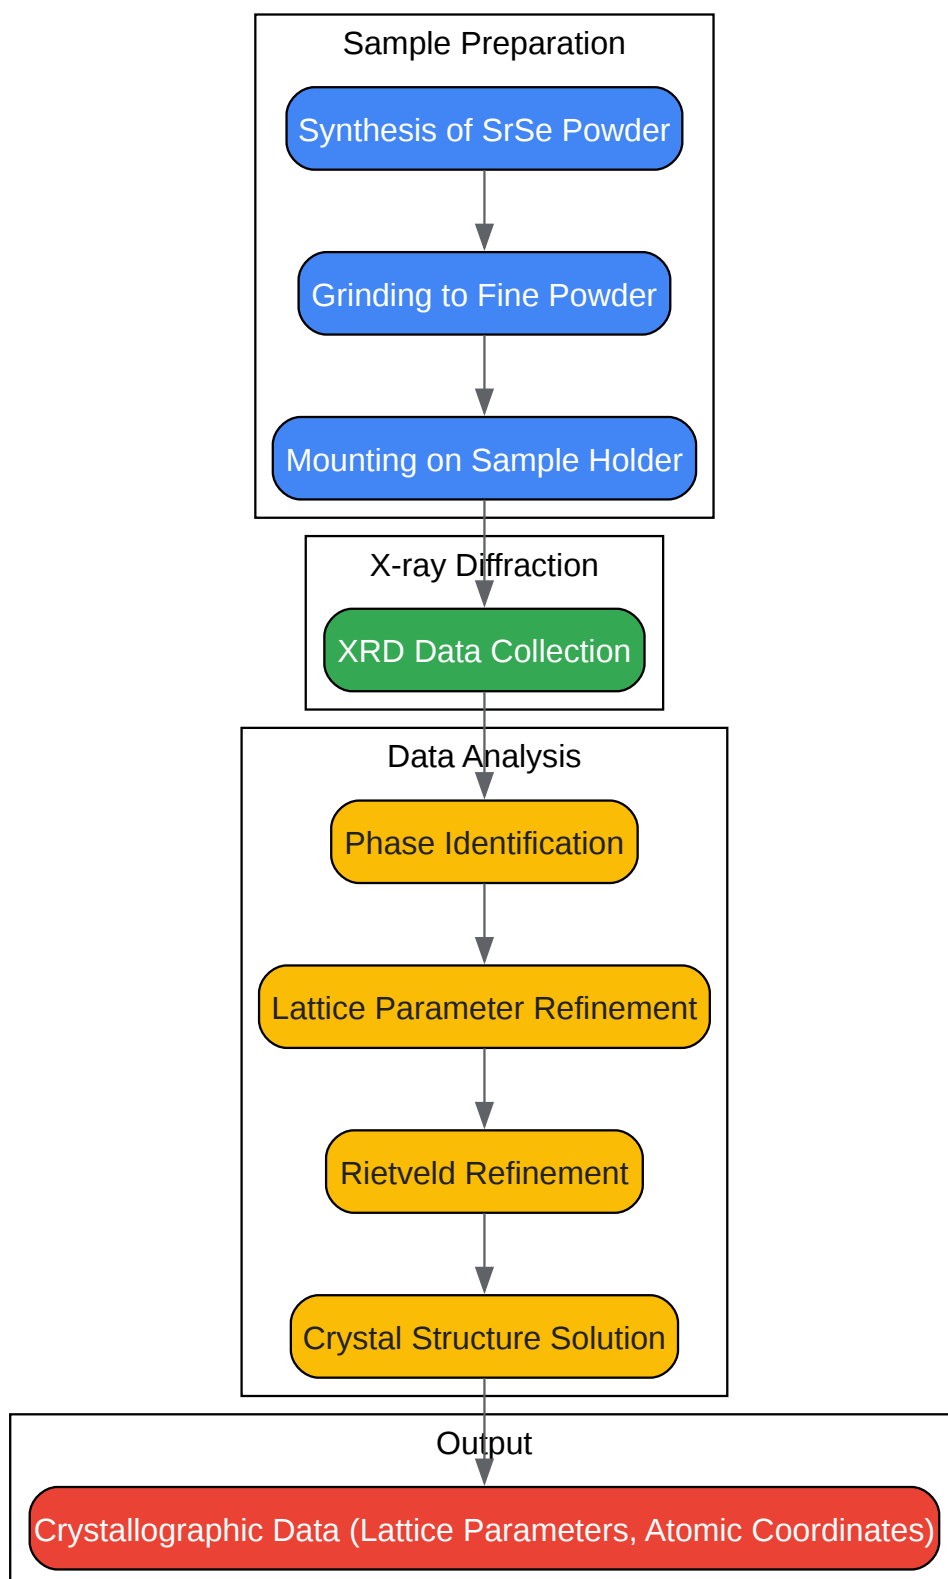 Sample Preparation
Synthesis of SrSe Powder
Grinding to Fine Powder
Mounting on Sample Holder
X-ray Diffraction
XRD Data Collection
Data Analysis
Phase Identification
Lattice Parameter Refinement
Rietveld Refinement
Crystal Structure Solution
Output
Crystallographic Data (Lattice Parameters, Atomic Coordinates)